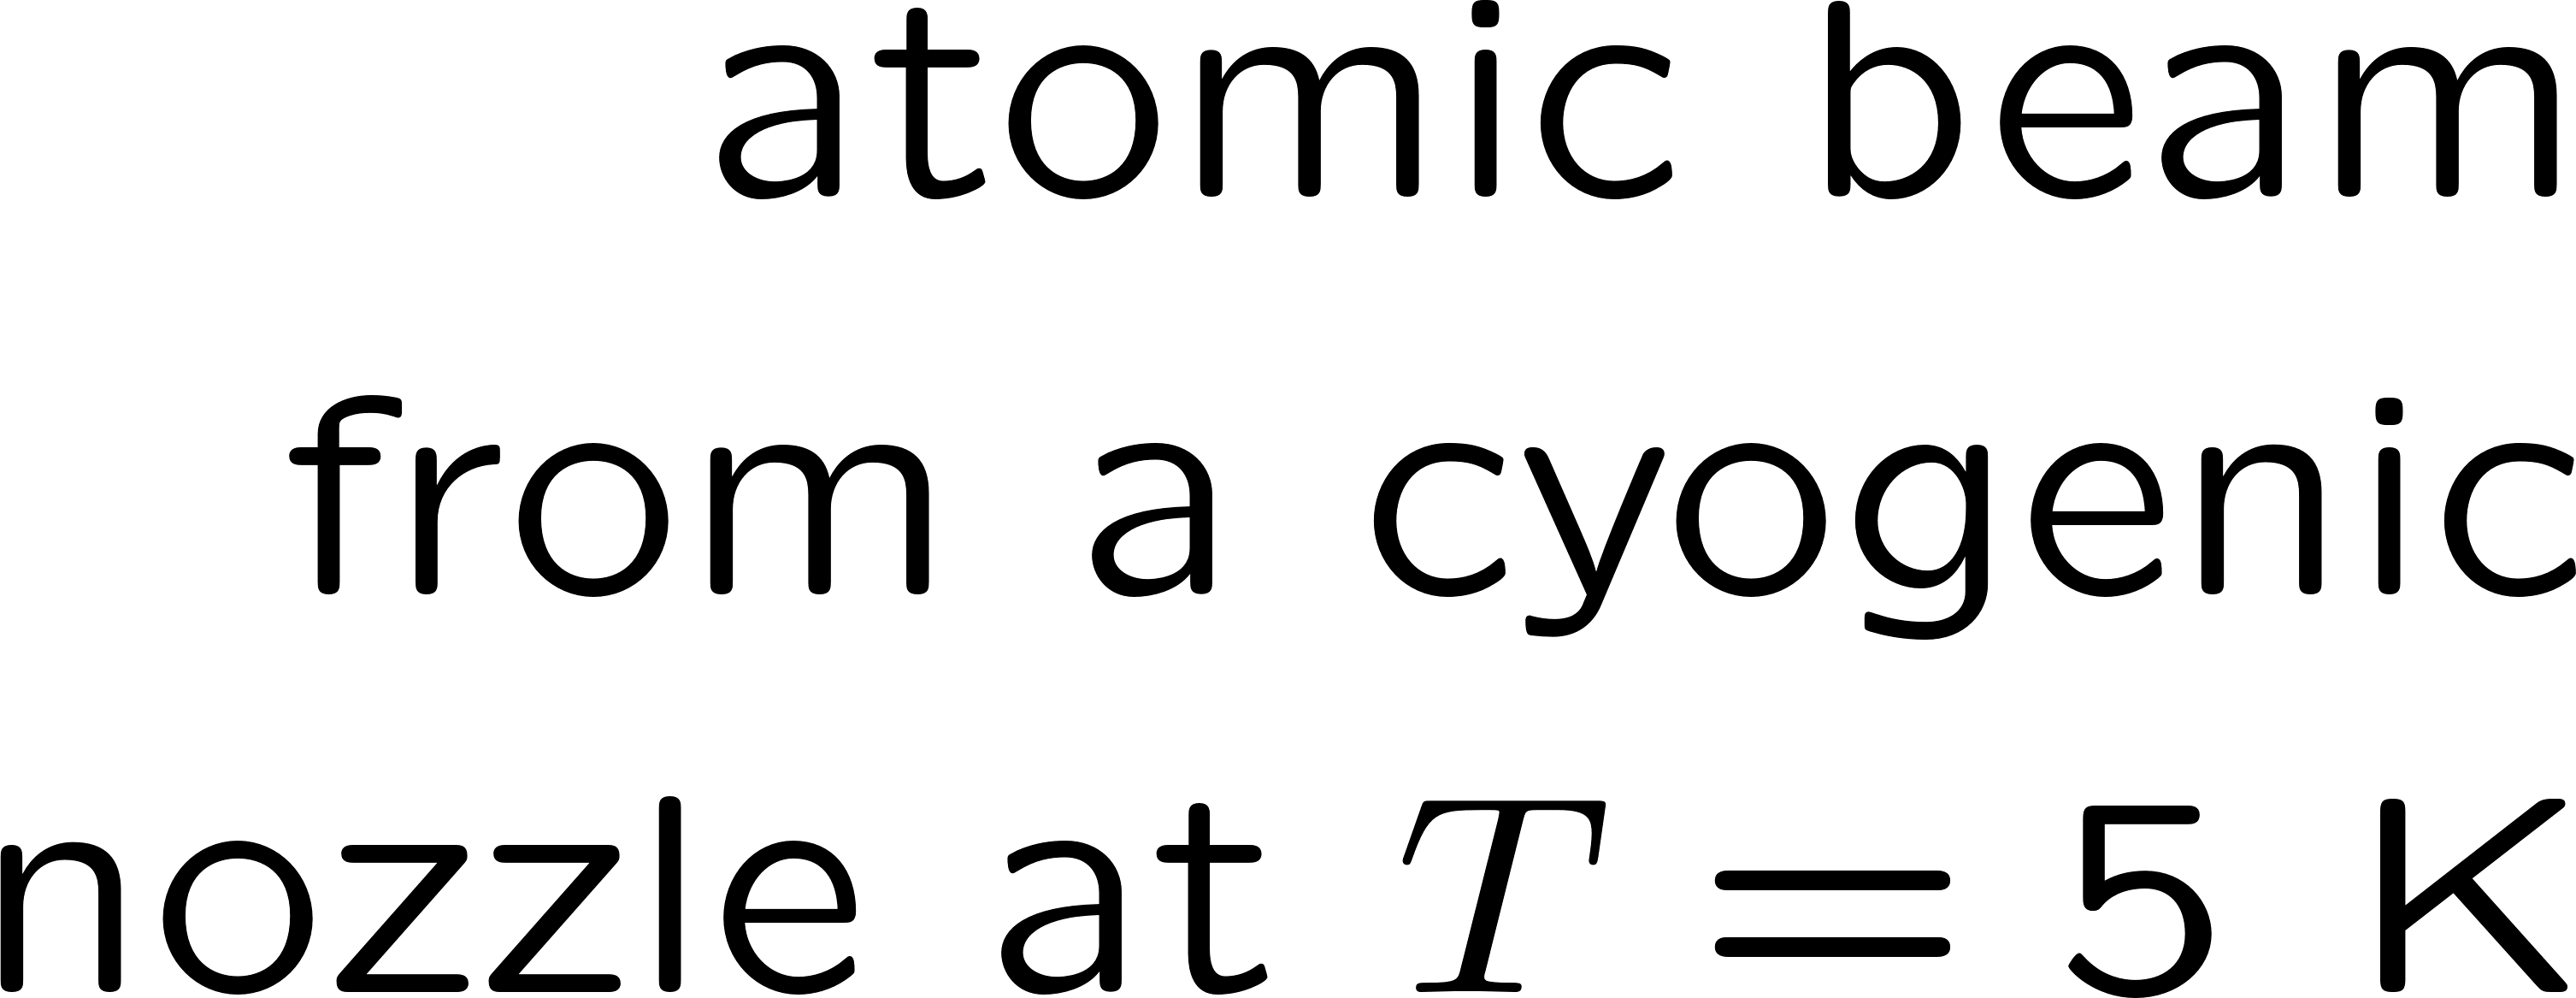 atomic beam
from a cyogenic
nozzle at T = 5 K